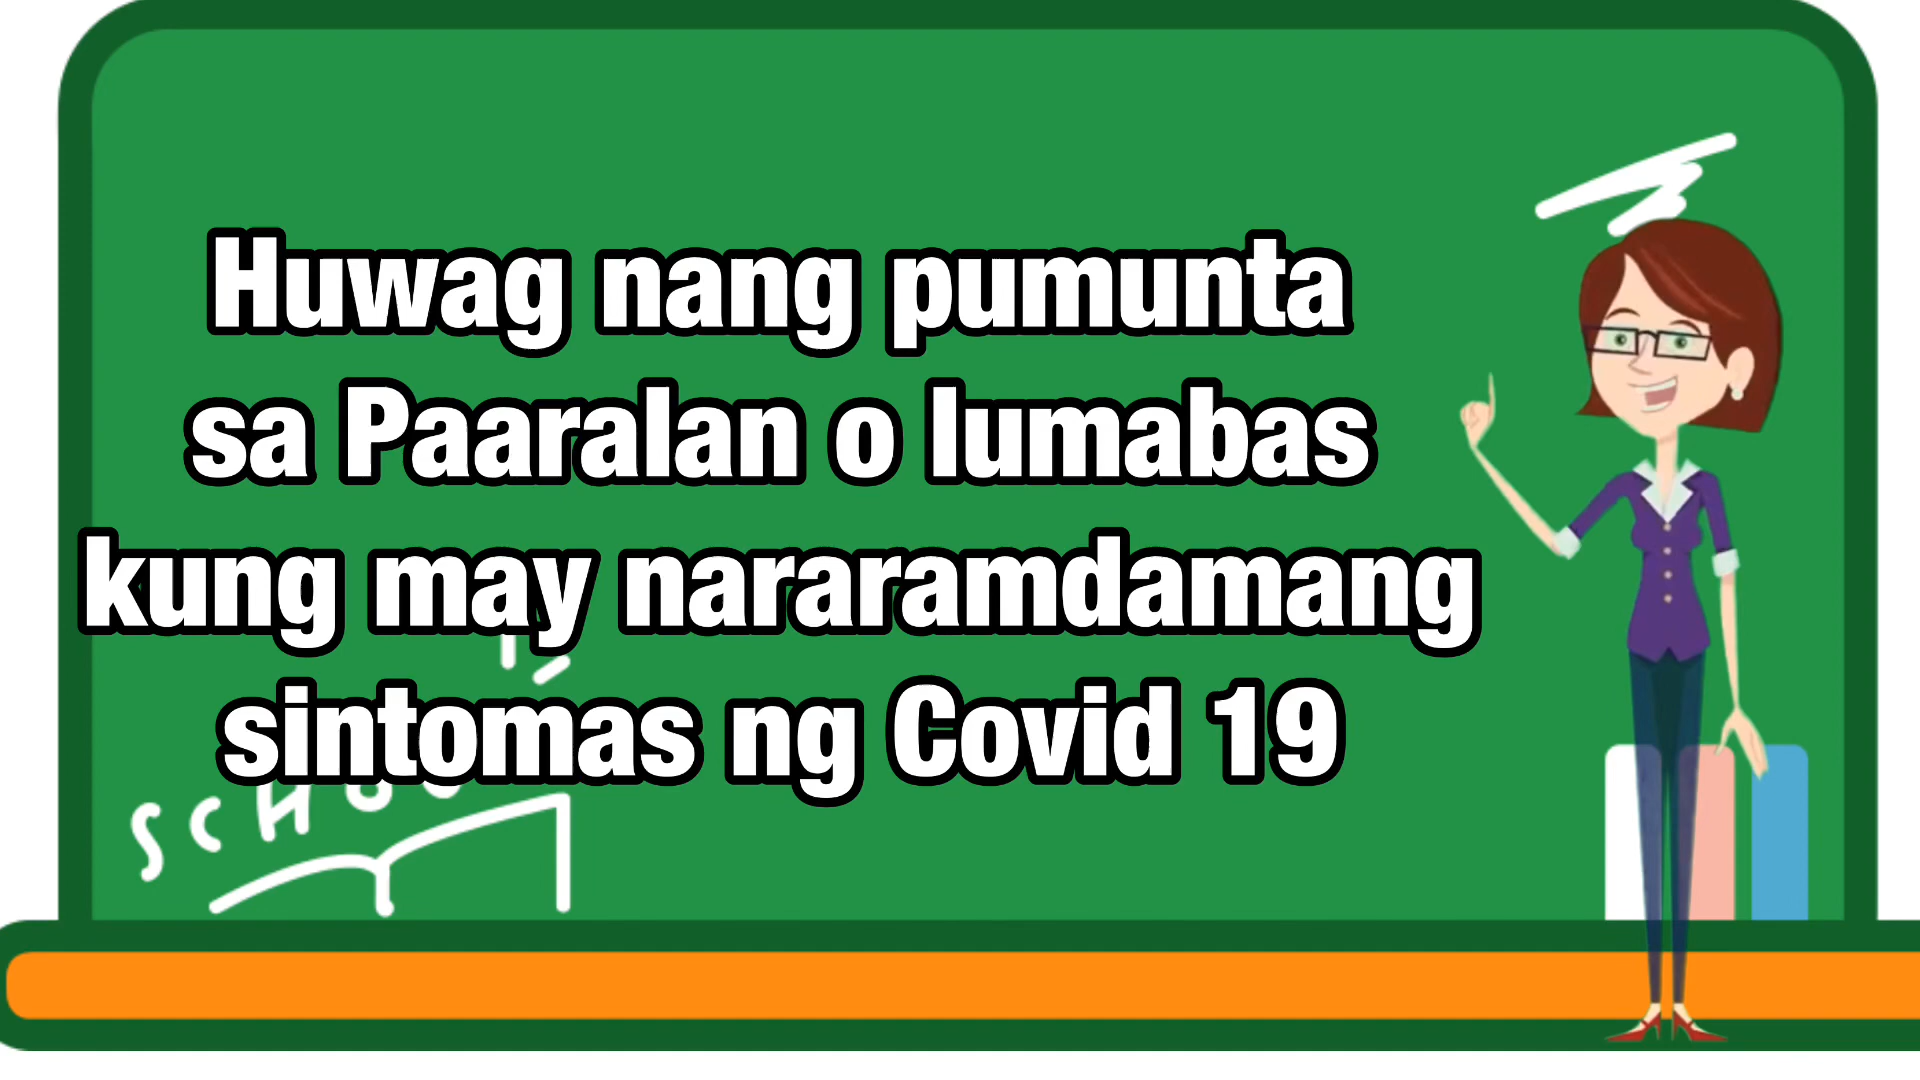 Huwag nang pumunta
sa Paaralan o lumabas
kung may nararamdamang
sintomas ng Covid 19